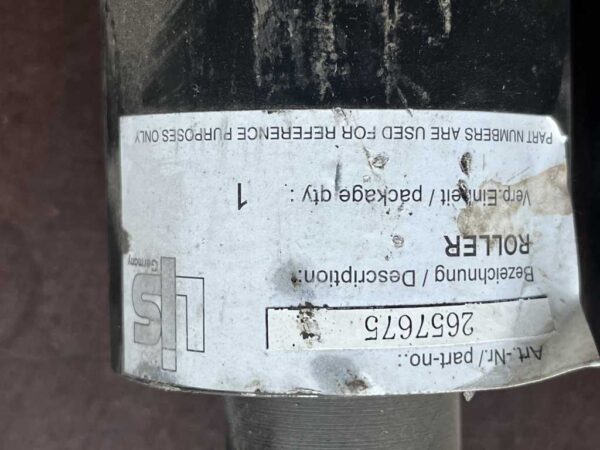 Art.-Nr./ part-no.:
2657675
Bezeichnung / Description:
ROLLER
Verp.Einheit / package qty : 1
PART NUMBERS ARE USED FOR REFERENCE PURPOSES ONLY
Germany